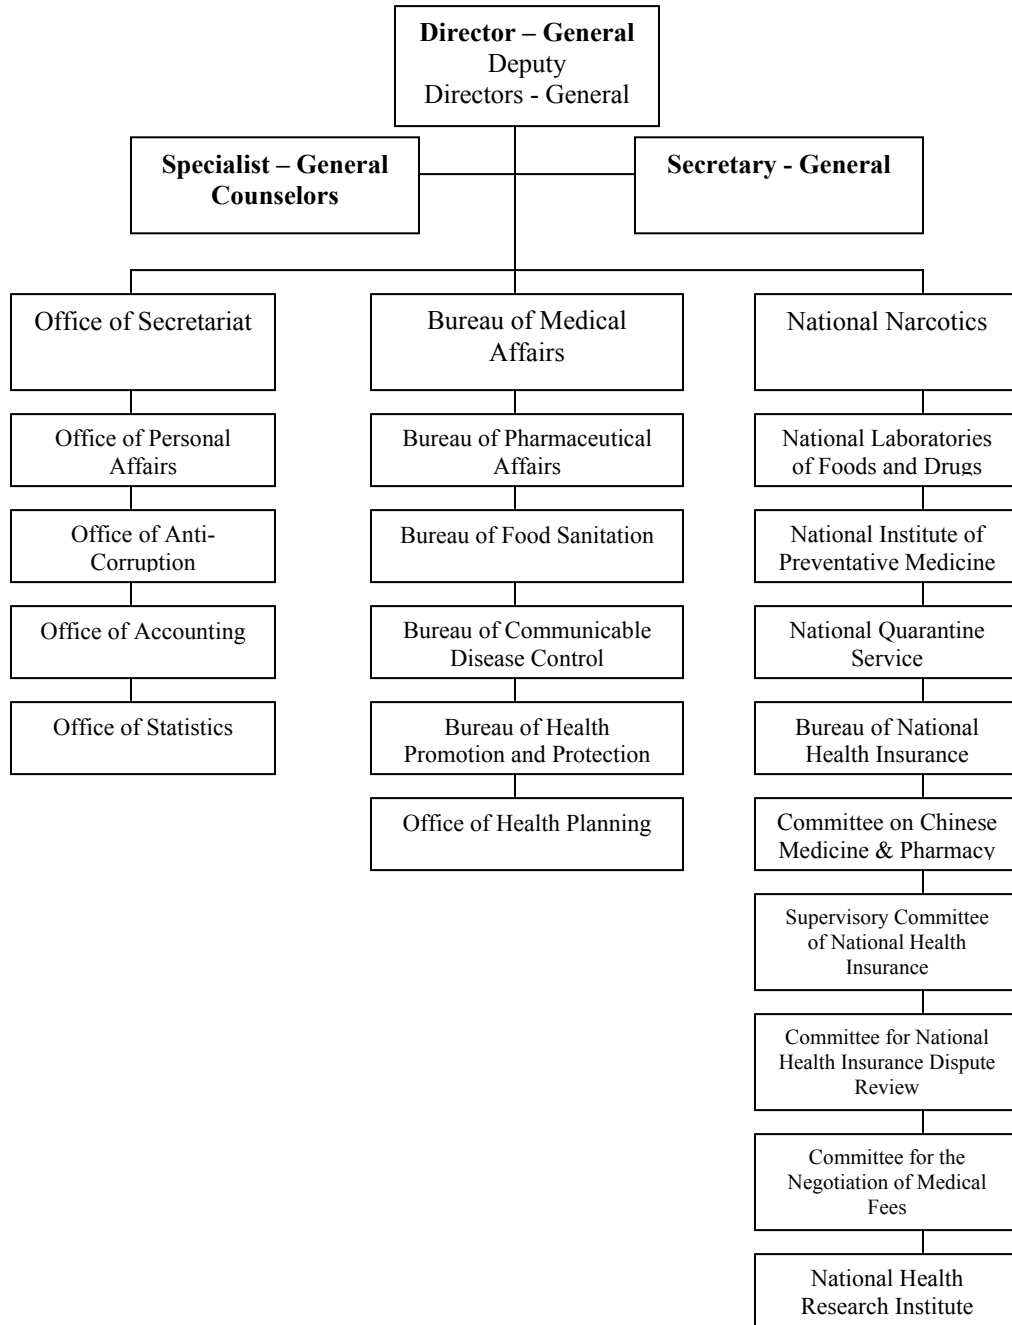 Director – General
Deputy
Directors - General
Specialist – General
Counselors
Secretary - General
Office of Secretariat
Bureau of Medical
Affairs
National Narcotics
Office of Personal
Affairs
Bureau of Pharmaceutical
Affairs
National Laboratories
of Foods and Drugs
Office of Anti-
Corruption
Bureau of Food Sanitation
National Institute of
Preventative Medicine
Office of Accounting
Bureau of Communicable
Disease Control
National Quarantine
Service
Office of Statistics
Bureau of Health
Promotion and Protection
Bureau of National
Health Insurance
Office of Health Planning
Committee on Chinese
Medicine & Pharmacy
Supervisory Committee
of National Health
Insurance
Committee for National
Health Insurance Dispute
Review
Committee for the
Negotiation of Medical
Fees
National Health
Research Institute